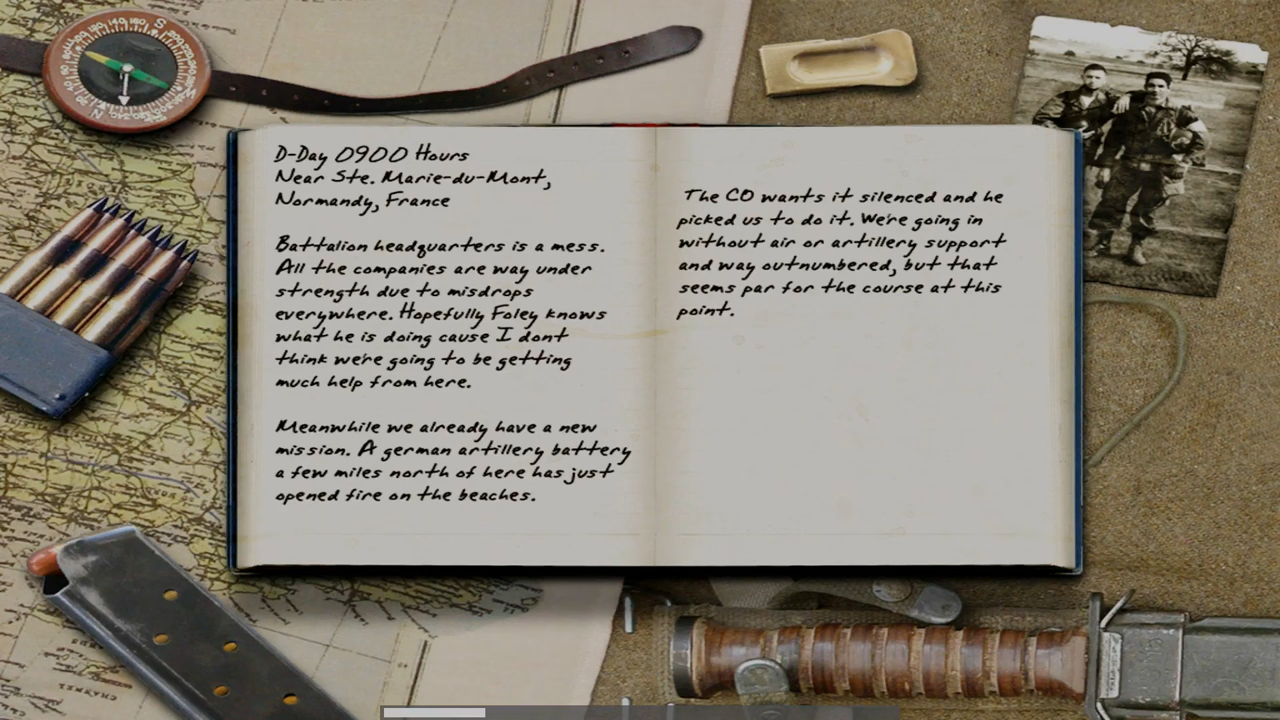 D-Day 0900 Hours
Near Ste. Marie-du-Mont,
Normandy, France
Battalion headquarters is a mess.
All the companies are way under
strength due to misdrops
everywhere. Hopefully Foley knows
what he is doing cause I dont
think we're going to be getting
much help from here.
Meanwhile we already have a new
mission. A german artillery battery
a few miles north of here has just
opened fire on the beaches.
The CO wants it silenced and he
picked us to do it. We're going in
without air or artillery support
and way outnumbered, but that
seems par for the course at this
point.